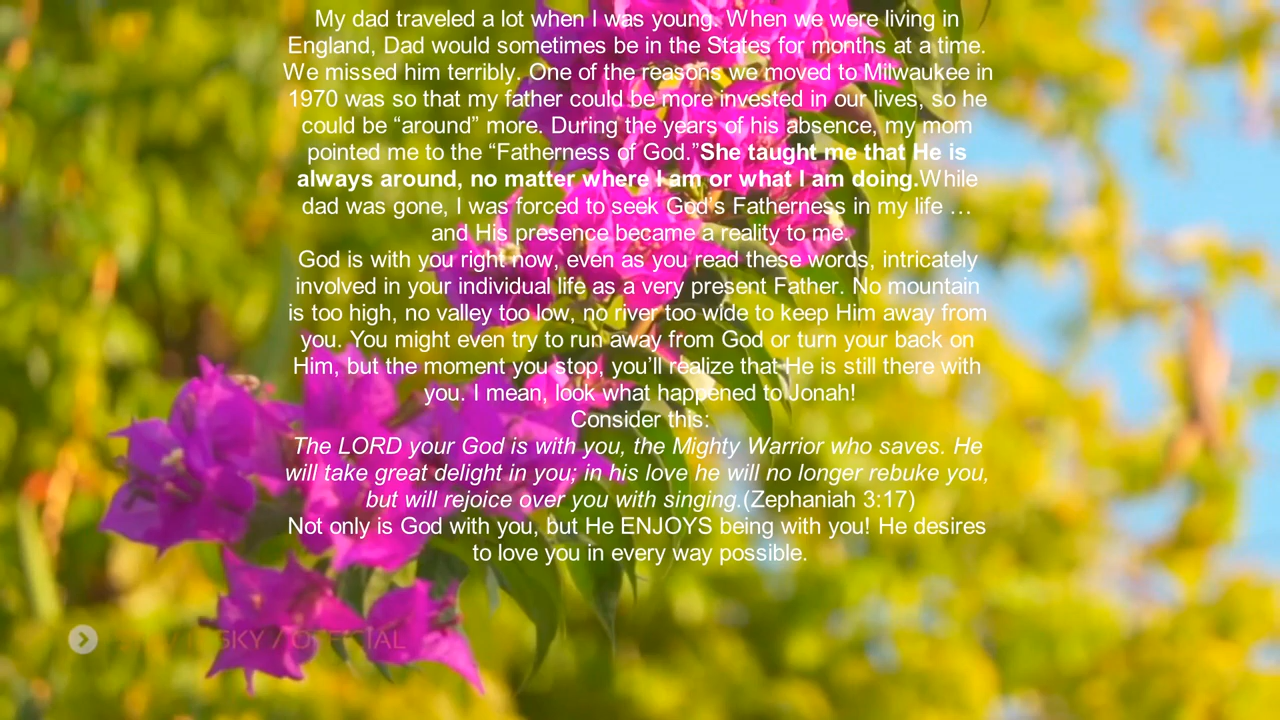 My dad traveled a lot when I was young. When we were living in
England, Dad would sometimes be in the States for months at a time.
We missed him terribly. One of the reasons we moved to Milwaukee in
1970 was so that my father could be more invested in our lives, so he
could be “around” more. During the years of his absence, my mom
pointed me to the “Fatherness of God.”She taught me that He is
always around, no matter where I am or what I am doing.While
dad was gone, I was forced to seek God’s Fatherness in my life …
and His presence became a reality to me.
God is with you right now, even as you read these words, intricately
involved in your individual life as a very present Father. No mountain
is too high, no valley too low, no river too wide to keep Him away from
you. You might even try to run away from God or turn your back on
Him, but the moment you stop, you’ll realize that He is still there with
you. I mean, look what happened to Jonah!
Consider this:
The LORD your God is with you, the Mighty Warrior who saves. He
will take great delight in you; in his love he will no longer rebuke you,
but will rejoice over you with singing.(Zephaniah 3:17)
Not only is God with you, but He ENJOYS being with you! He desires
to love you in every way possible.
SKY / OFFICIAL